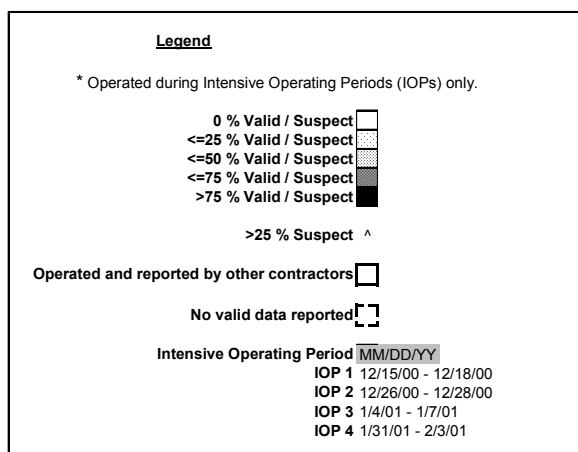 Legend
* Operated during Intensive Operating Periods (IOPs) only.
0 % Valid / Suspect
<=25 % Valid / Suspect
<=50 % Valid / Suspect
<=75 % Valid / Suspect
>75 % Valid / Suspect
>25 % Suspect ^
Operated and reported by other contractors
No valid data reported
Intensive Operating Period MM/DD/YY
IOP 1 12/15/00 - 12/18/00
IOP 2 12/26/00 - 12/28/00
IOP 3 1/4/01 - 1/7/01
IOP 4 1/31/01 - 2/3/01